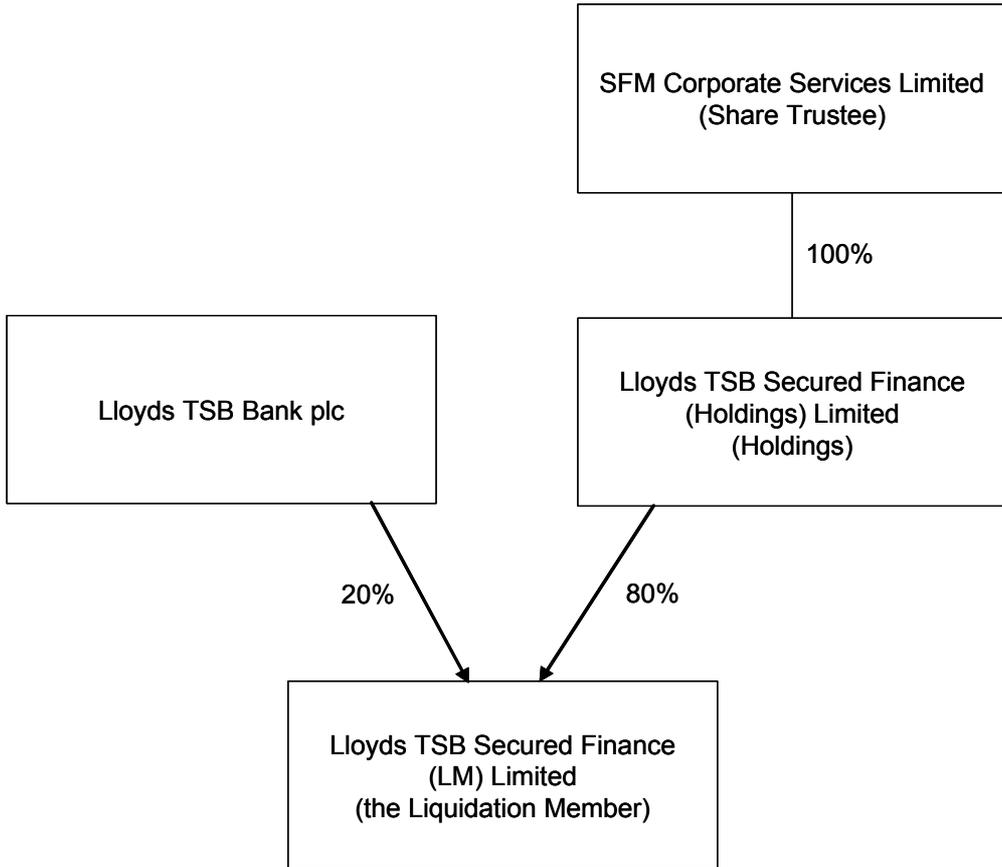 SFM Corporate Services Limited
(Share Trustee)
100%
Lloyds TSB Bank plc
Lloyds TSB Secured Finance
(Holdings) Limited
(Holdings)
20%
80%
Lloyds TSB Secured Finance
(LM) Limited
(the Liquidation Member)